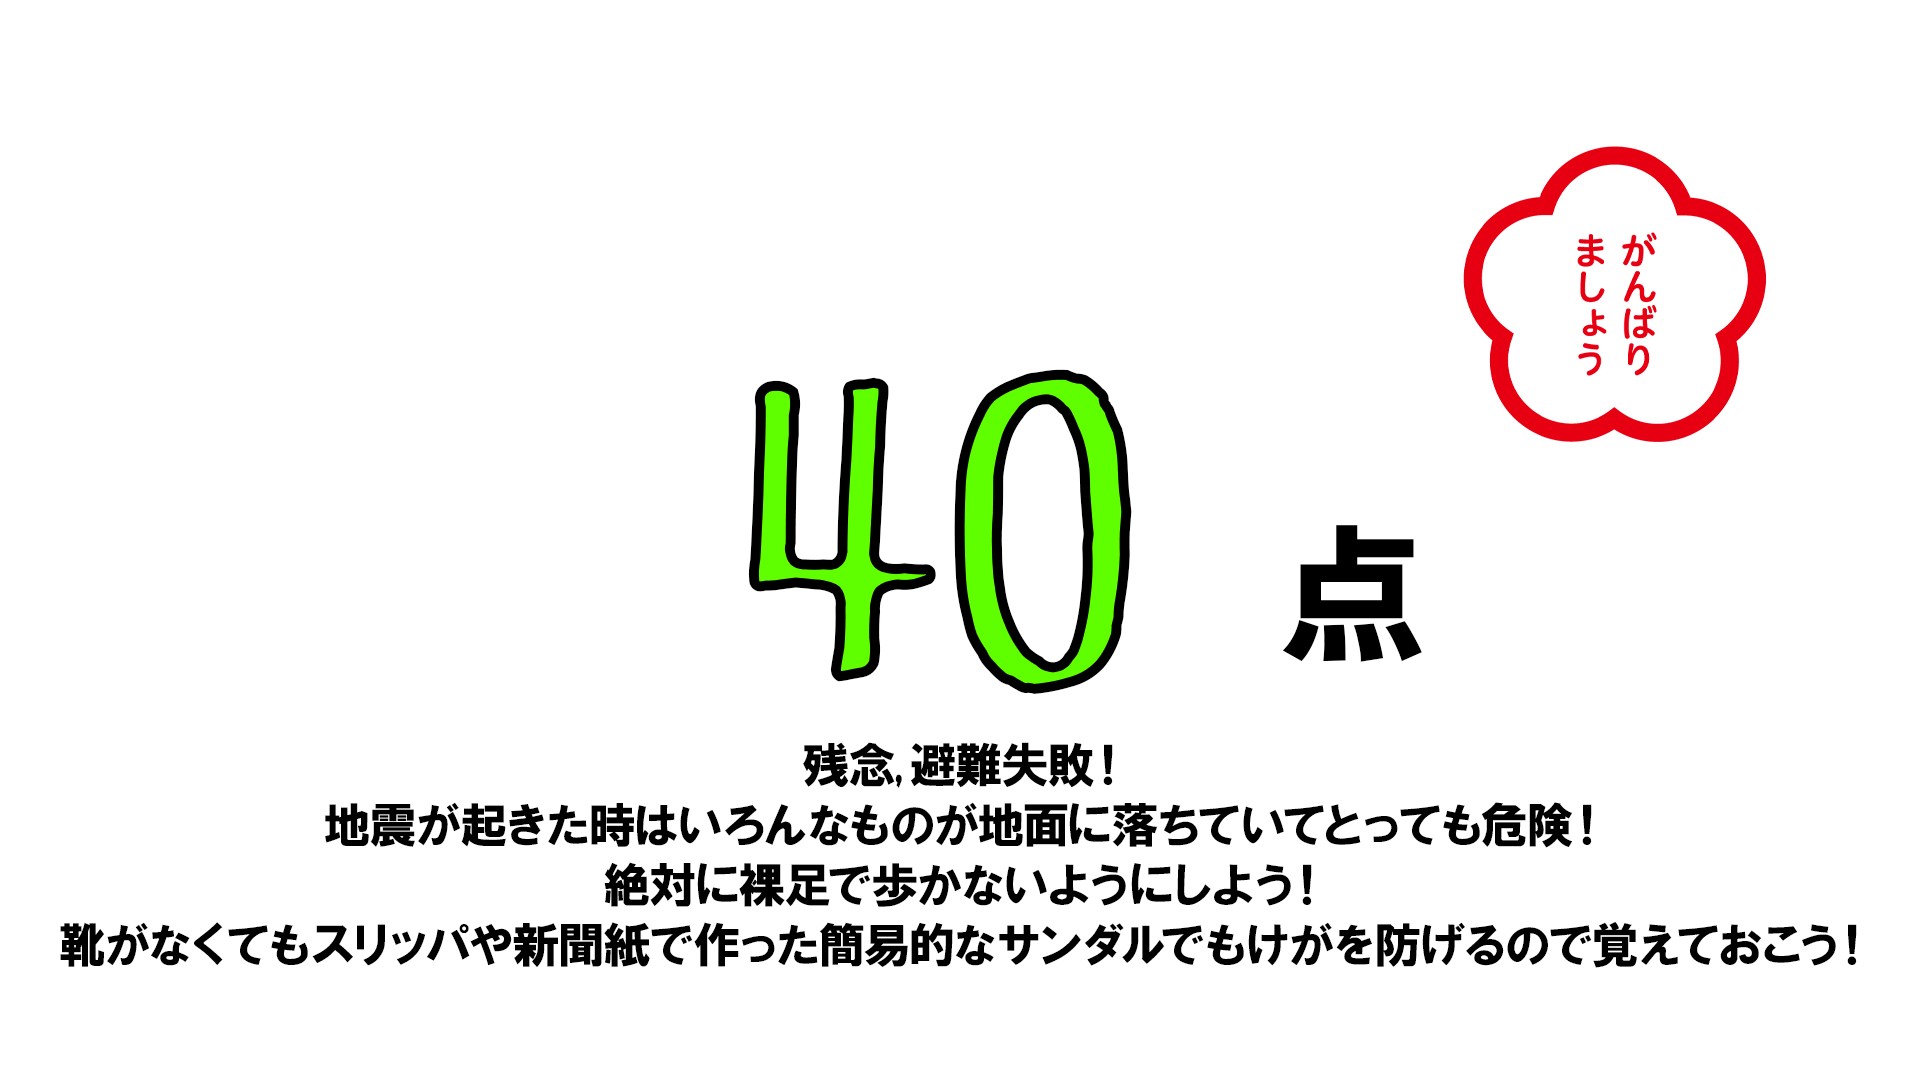 がんばり
ましょう
40点
残念,避難失敗！
地震が起きた時はいろんなものが地面に落ちていてとっても危険！
絶対に裸足で歩かないようにしよう！
靴がなくてもスリッパや新聞紙で作った簡易的なサンダルでもけがを防げるので覚えておこう！